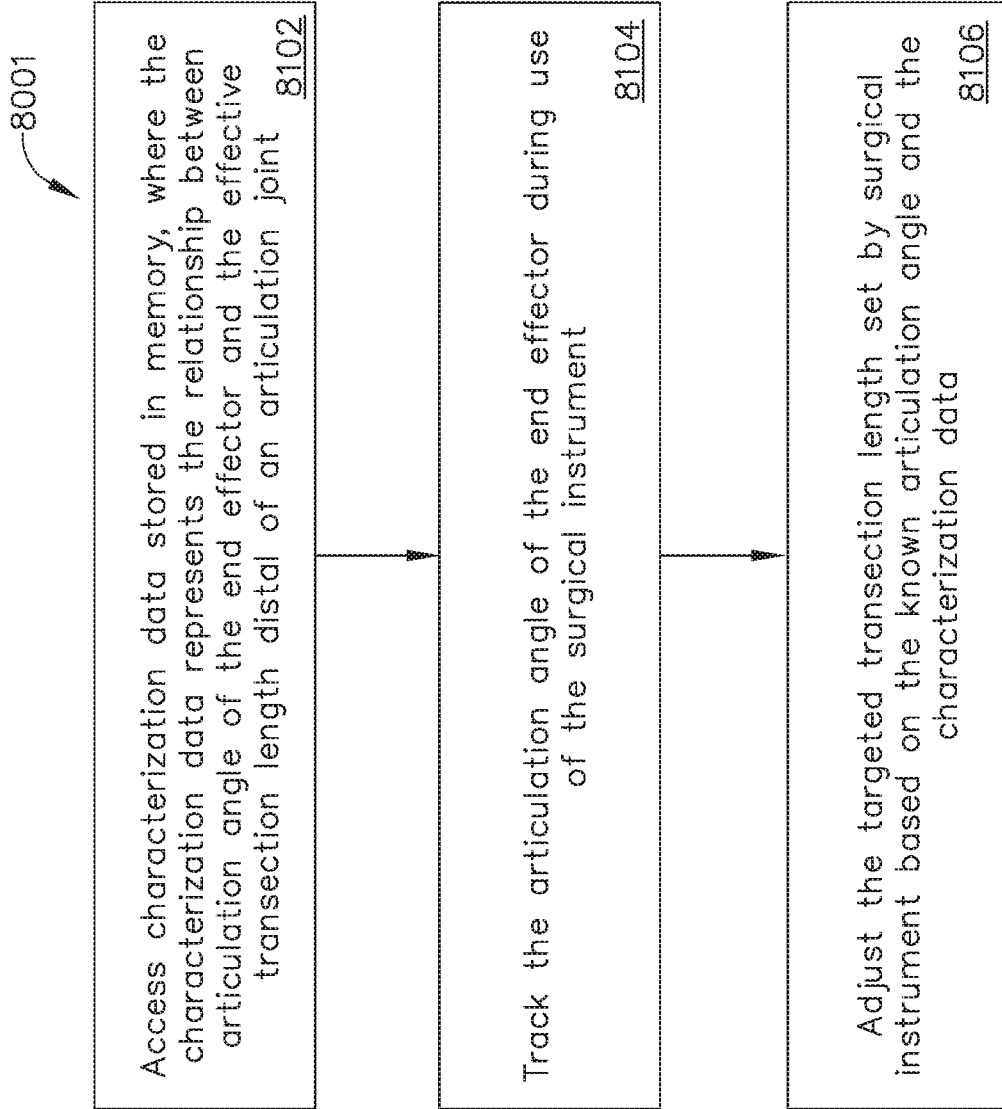 8001
Access characterization data stored in memory, where the
characterization data represents the relationship between
articulation angle of the end effector and the effective
transection length distal of an articulation joint
8102
Track the articulation angle of the end effector during use
of the surgical instrument
8104
Adjust the targeted transection length set by surgical
instrument based on the known articulation angle and the
characterization data
8106